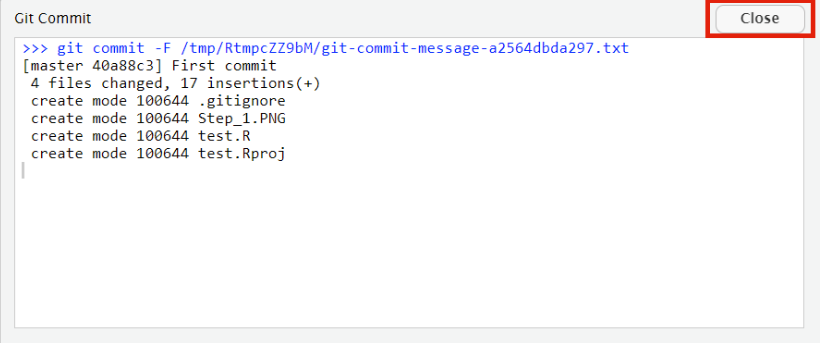 Git Commit
Close
>>> git commit -F /tmp/RtmpcZZ9bM/git-commit-message-a2564dbda297.txt
[master 40a88c3] First commit
 4 files changed, 17 insertions(+)
 create mode 100644 .gitignore
 create mode 100644 Step_1.PNG
 create mode 100644 test.R
 create mode 100644 test.Rproj